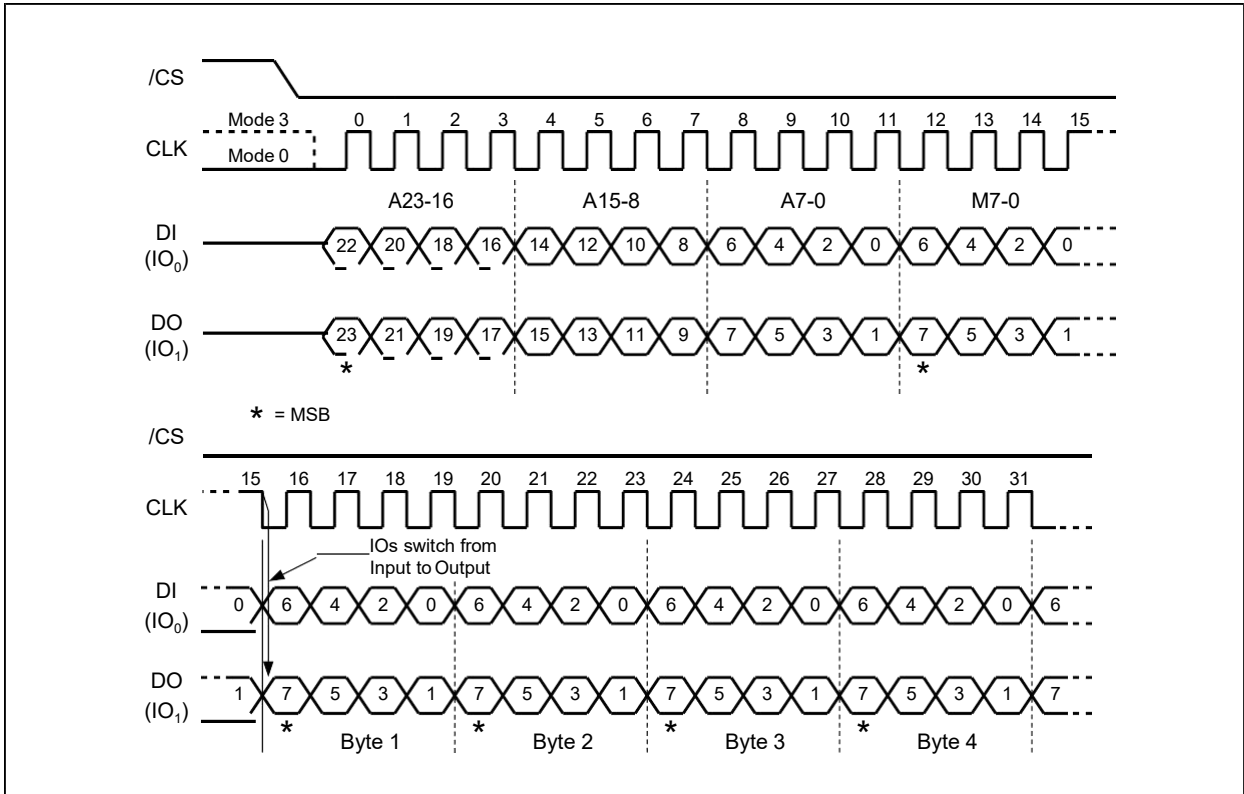 /CS
Mode 3 0 1 2 3 4 5 6 7 8 9 10 11 12 13 14 15
CLK
Mode 0
A23-16 A15-8 A7-0 M7-0
DI
(IO0)
22 20 18 16 14 12 10 8 6 4 2 0 6 4 2 0
DO
(IO1)
23 21 19 17 15 13 11 9 7 5 3 1 7 5 3 1
* *
* = MSB
/CS
15 16 17 18 19 20 21 22 23 24 25 26 27 28 29 30 31
CLK
IOs switch from
Input to Output
DI
(IO0)
0 6 4 2 0 6 4 2 0 6 4 2 0 6 4 2 0 6
DO
(IO1)
1 7 5 3 1 7 5 3 1 7 5 3 1 7 5 3 1 7
* * * *
Byte 1 Byte 2 Byte 3 Byte 4